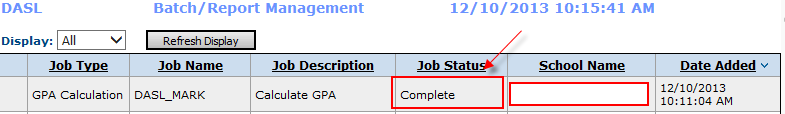 DASL Batch/Report Management 12/10/2013 10:15:41 AM
Display: All Refresh Display
Job Type Job Name Job Description Job Status School Name Date Added
GPA Calculation DASL_MARK Calculate GPA Complete 12/10/2013
10:11:04 AM